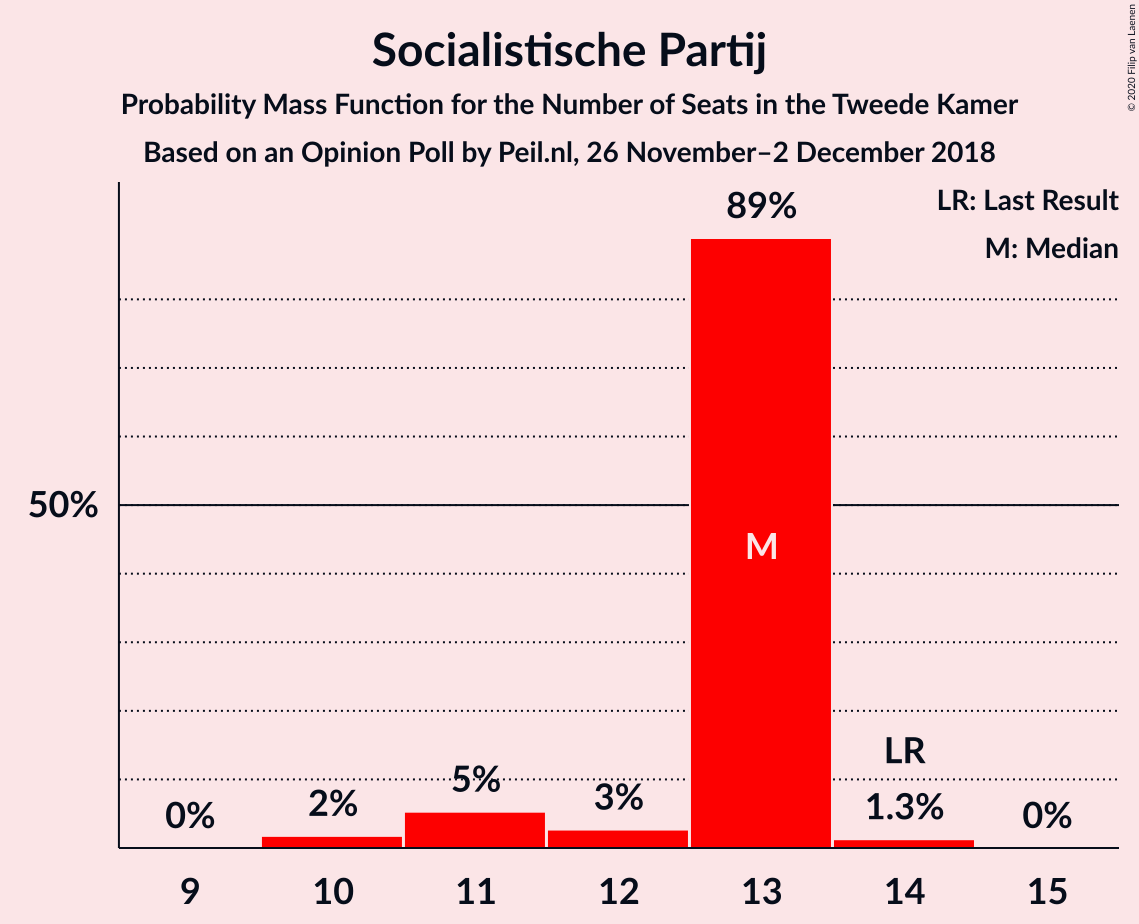 Socialistische Partij
Probability Mass Function for the Number of Seats in the Tweede Kamer
Based on an Opinion Poll by Peil.nl, 26 November–2 December 2018
© 2020 Filip van Laenen
LR: Last Result
M: Median
89%
50%
M
LR
0%
2%
5%
3%
1.3%
0%
9
10
11
12
13
14
15